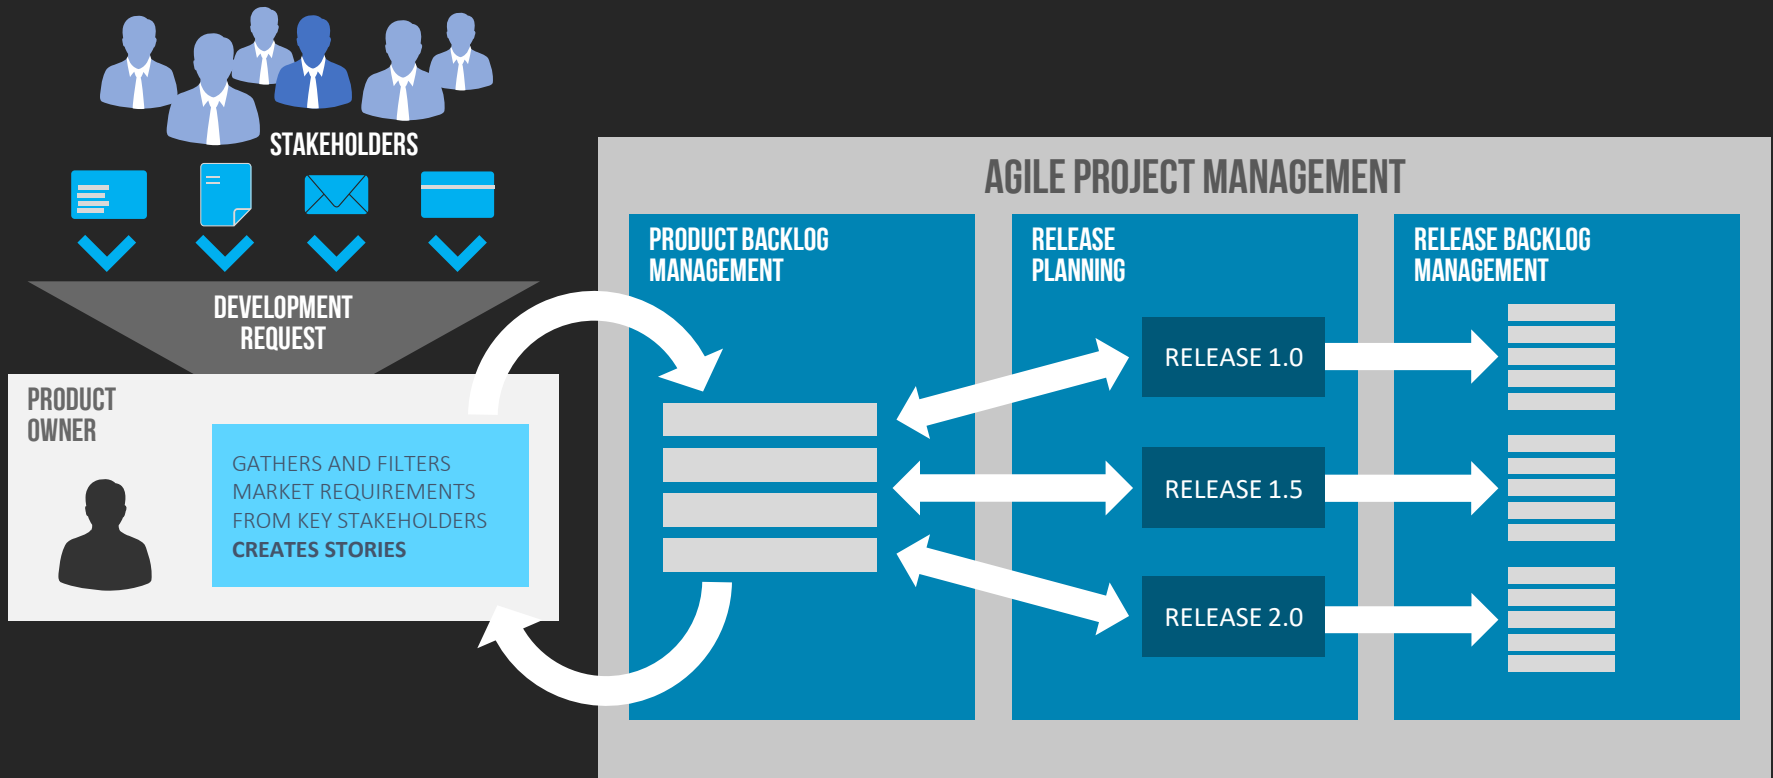 STAKEHOLDERS
DEVELOPMENT
REQUEST
PRODUCT
OWNER
GATHERS AND FILTERS
MARKET REQUIREMENTS
FROM KEY STAKEHOLDERS
CREATES STORIES
AGILE PROJECT MANAGEMENT
PRODUCT BACKLOG
MANAGEMENT
RELEASE
PLANNING
RELEASE 1.0
RELEASE 1.5
RELEASE 2.0
RELEASE BACKLOG
MANAGEMENT